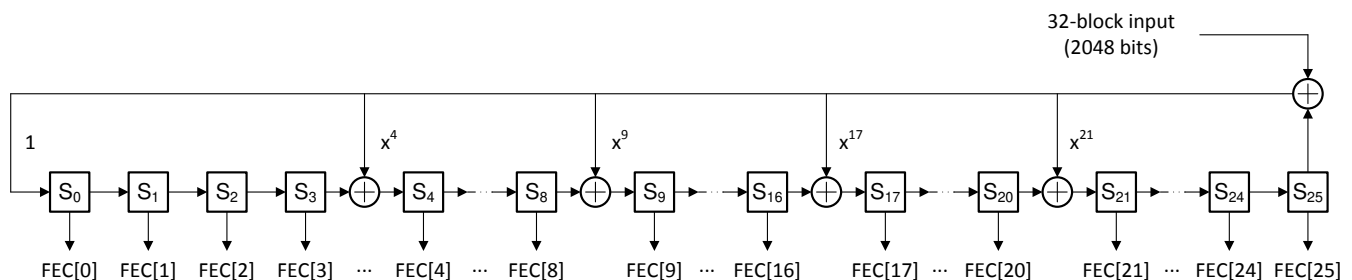 32-block input
(2048 bits)
1 x⁴ x⁹ x¹⁷ x²¹
S₀ S₁ S₂ S₃ S₄ ... S₈ S₉ ... S₁₆ S₁₇ ... S₂₀ S₂₁ ... S₂₄ S₂₅
FEC[0] FEC[1] FEC[2] FEC[3] ... FEC[4] ... FEC[8] FEC[9] ... FEC[16] FEC[17] ... FEC[20] FEC[21] ... FEC[24] FEC[25]